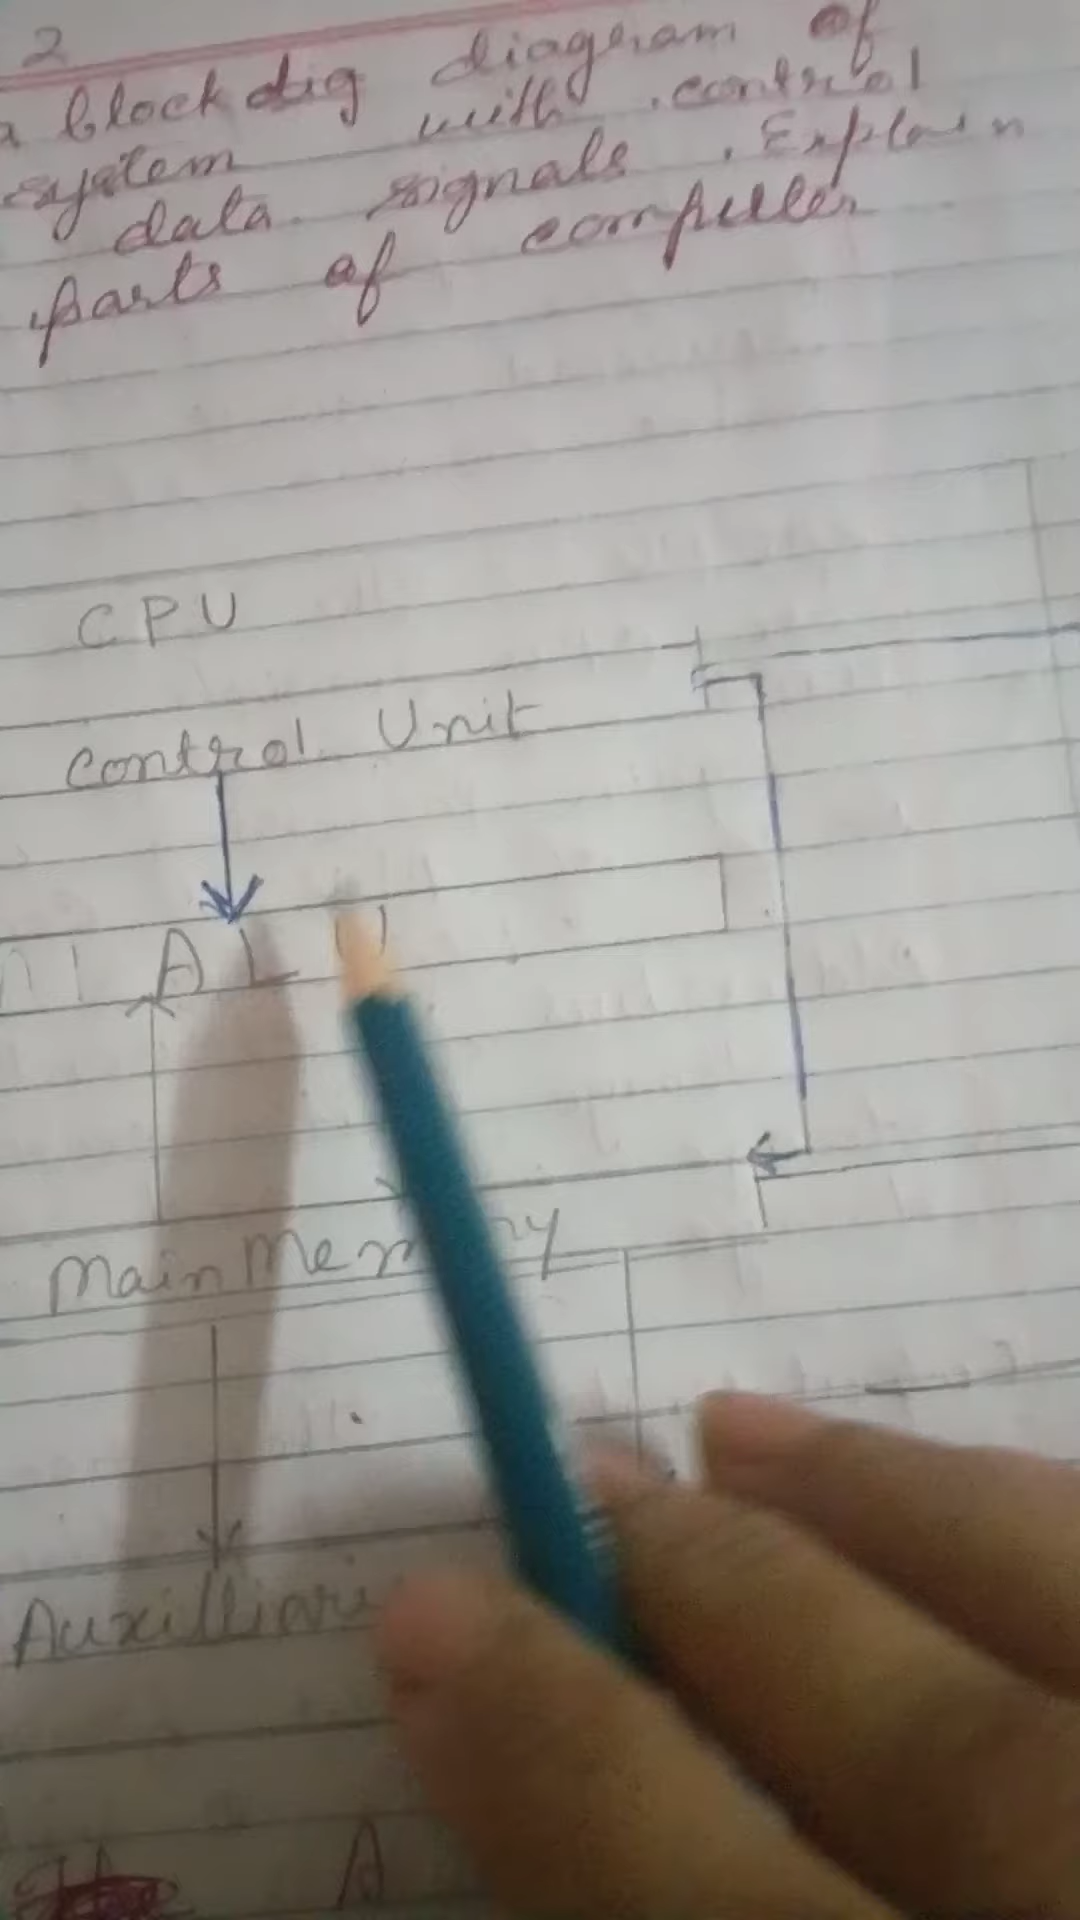 2
a block dig diagram of
system with control
data signals. Explain
parts of computer
CPU
Control Unit
ALU
Main Memory
A